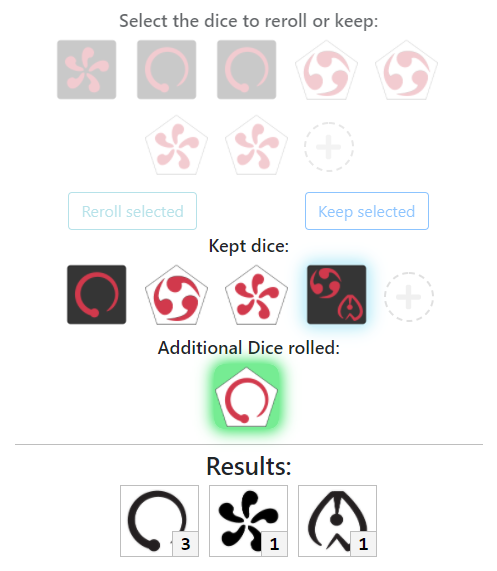 Select the dice to reroll or keep:
Reroll selected
Keep selected
Kept dice:
Additional Dice rolled:
Results:
3
1
1